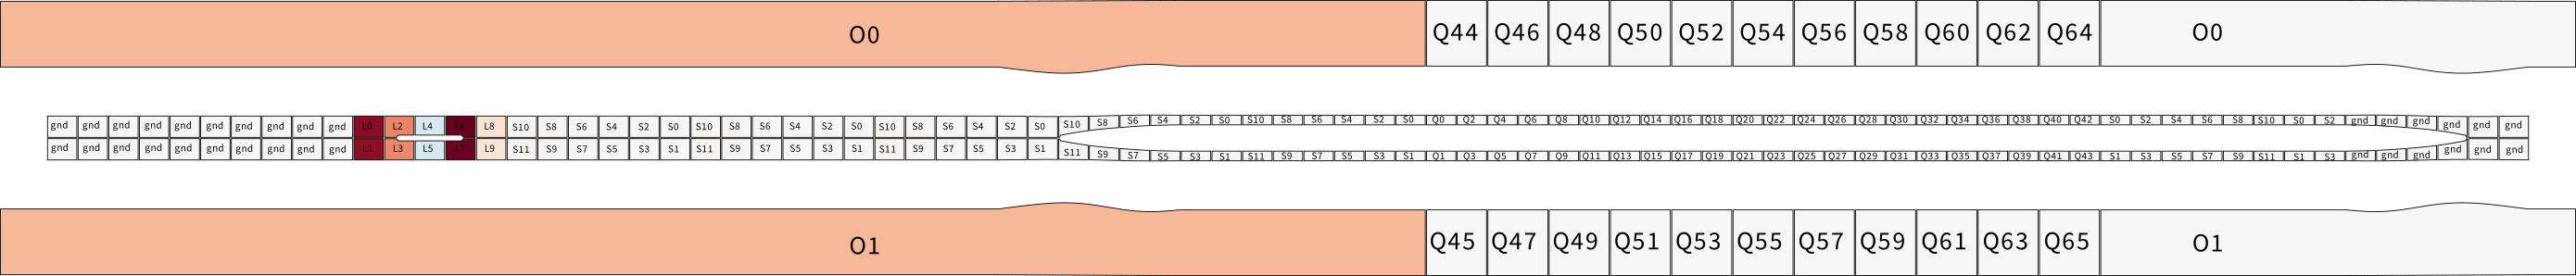 O0 Q44 Q46 Q48 Q50 Q52 Q54 Q56 Q58 Q60 Q62 Q64 O0
gnd gnd gnd gnd gnd gnd gnd gnd gnd gnd L0 L2 L4 L6 L8 S10 S8 S6 S4 S2 S0 S10 S8 S6 S4 S2 S0 S10 S8 S6 S4 S2 S0 S10 S8 S6 S4 S2 S0 S10 S8 S6 S4 S2 S0 Q0 Q2 Q4 Q6 Q8 Q10 Q12 Q14 Q16 Q18 Q20 Q22 Q24 Q26 Q28 Q30 Q32 Q34 Q36 Q38 Q40 Q42 S0 S2 S4 S6 S8 S10 S0 S2 gnd gnd gnd gnd gnd gnd
gnd gnd gnd gnd gnd gnd gnd gnd gnd gnd L1 L3 L5 L7 L9 S11 S9 S7 S5 S3 S1 S11 S9 S7 S5 S3 S1 S11 S9 S7 S5 S3 S1 S11 S9 S7 S5 S3 S1 S11 S9 S7 S5 S3 S1 Q1 Q3 Q5 Q7 Q9 Q11 Q13 Q15 Q17 Q19 Q21 Q23 Q25 Q27 Q29 Q31 Q33 Q35 Q37 Q39 Q41 Q43 S1 S3 S5 S7 S9 S11 S1 S3 gnd gnd gnd gnd gnd gnd
O1 Q45 Q47 Q49 Q51 Q53 Q55 Q57 Q59 Q61 Q63 Q65 O1